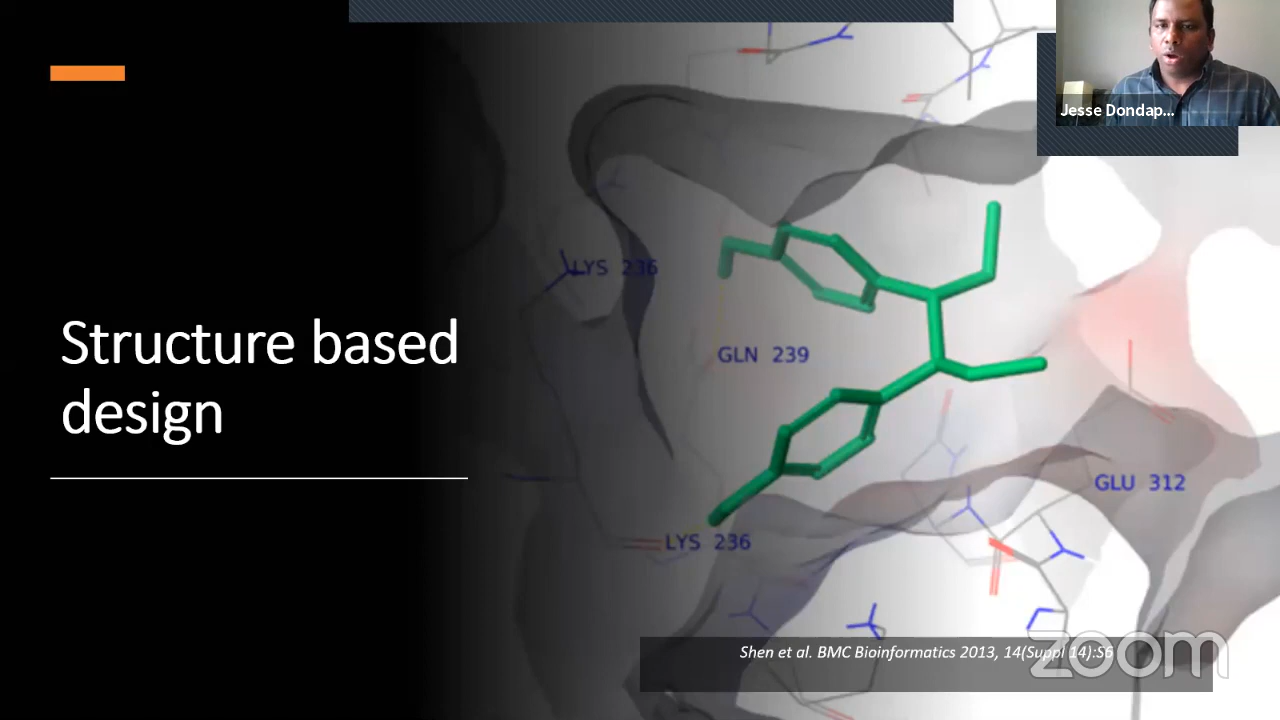 Jesse Dondap...
LYS 236
GLN 239
Structure based
design
GLU 312
LYS 236
Shen et al. BMC Bioinformatics 2013, 14(Suppl 14):S6
zoom